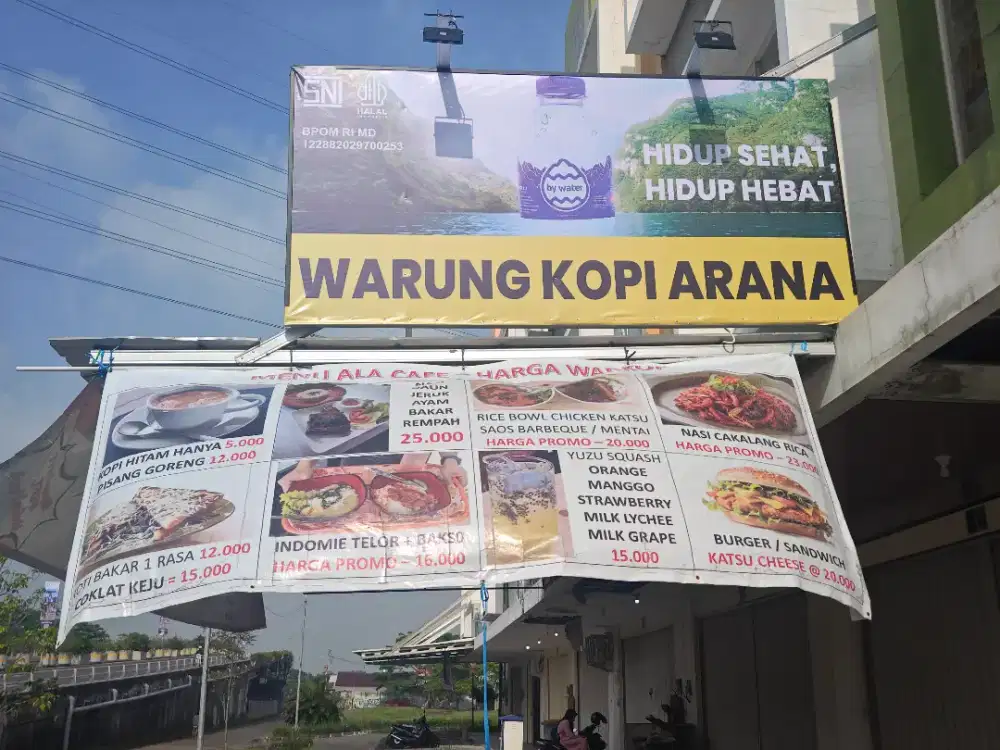 SNI
HALAL
BPOM RI MD
122882029700253
by water
HIDUP SEHAT,
HIDUP HEBAT
WARUNG KOPI ARANA
MENU ALA CAFE - HARGA
KOPI HITAM HANYA 5.000
PISANG GORENG 12.000
DAUN
JERUK
AYAM
BAKAR
REMPAH
25.000
RICE BOWL CHICKEN KATSU
SAOS BARBEQUE / MENTAI
HARGA PROMO – 20.000
NASI CAKALANG RICA
HARGA PROMO – 23.000
ROTI BAKAR 1 RASA 12.000
COKLAT KEJU = 15.000
INDOMIE TELOR + BAKSO
HARGA PROMO – 16.000
YUZU SQUASH
ORANGE
MANGGO
STRAWBERRY
MILK LYCHEE
MILK GRAPE
15.000
BURGER / SANDWICH
KATSU CHEESE @ 20.000